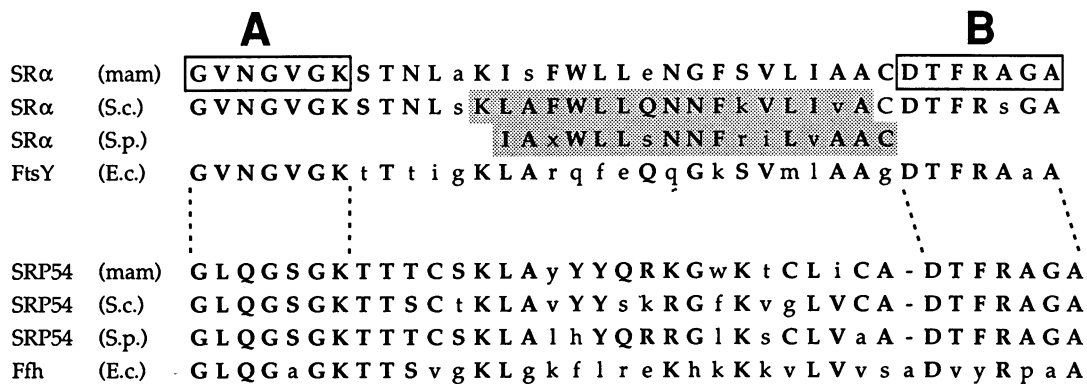 A B
SRα (mam) GVNGVGKSTNLaKIsFWLLeNGFSVLIAACDTFRAGA
SRα (S.c.) GVNGVGKSTNLsKLAFWLLQNNFkVLIvACDTFRsGA
SRα (S.p.) IAxWLLsNNFriLvAAC
FtsY (E.c.) GVNGVGKtTtigKLArqfeQqGkSVmlAAgDTFRAaA
SRP54 (mam) GLQGSGKTTTCSKLAyYYQRKGwKtCLiCA-DTFRAGA
SRP54 (S.c.) GLQGSGKTTSCtKLAvYYskRGfKvgLVCA-DTFRAGA
SRP54 (S.p.) GLQGSGKTTTCSKLAlhYQRRGlKsCLVaA-DTFRAGA
Ffh (E.c.) GLQGaGKTTSvgKLgkflreKhkKkvLVvsaDvyRpaA